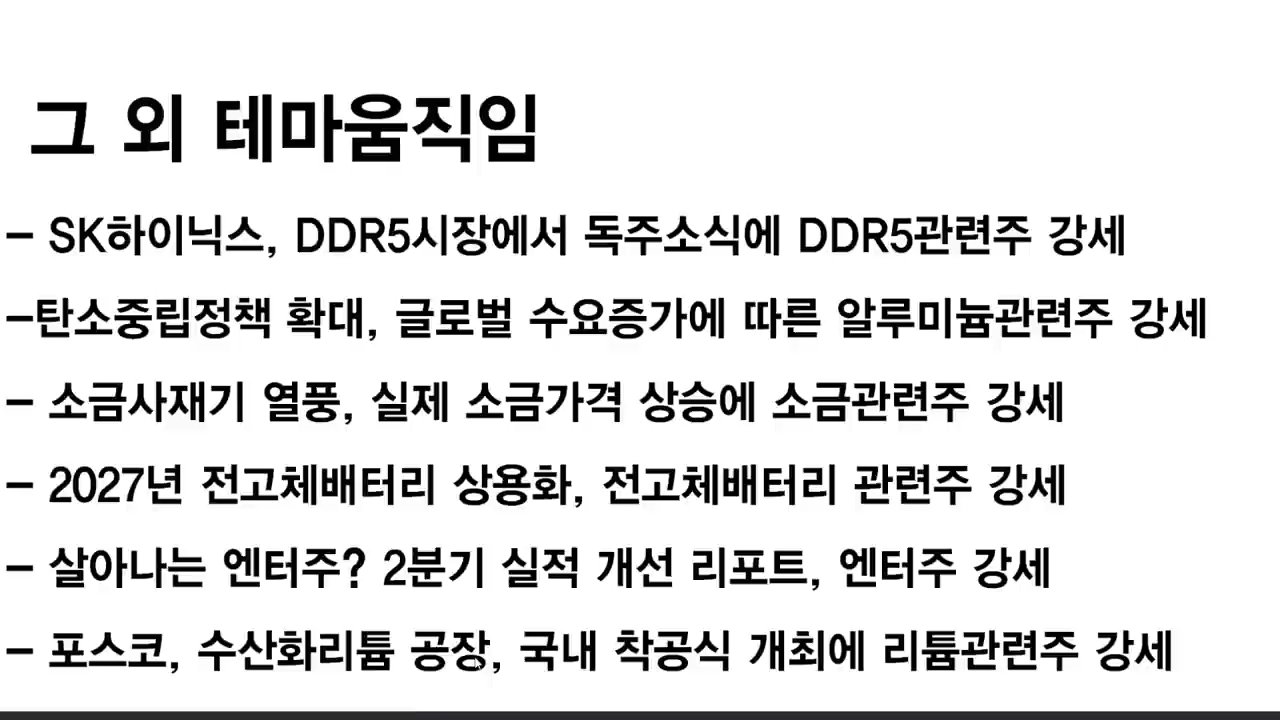 그 외 테마움직임
- SK하이닉스, DDR5시장에서 독주소식에 DDR5관련주 강세
-탄소중립정책 확대, 글로벌 수요증가에 따른 알루미늄관련주 강세
- 소금사재기 열풍, 실제 소금가격 상승에 소금관련주 강세
- 2027년 전고체배터리 상용화, 전고체배터리 관련주 강세
- 살아나는 엔터주? 2분기 실적 개선 리포트, 엔터주 강세
- 포스코, 수산화리튬 공장, 국내 착공식 개최에 리튬관련주 강세